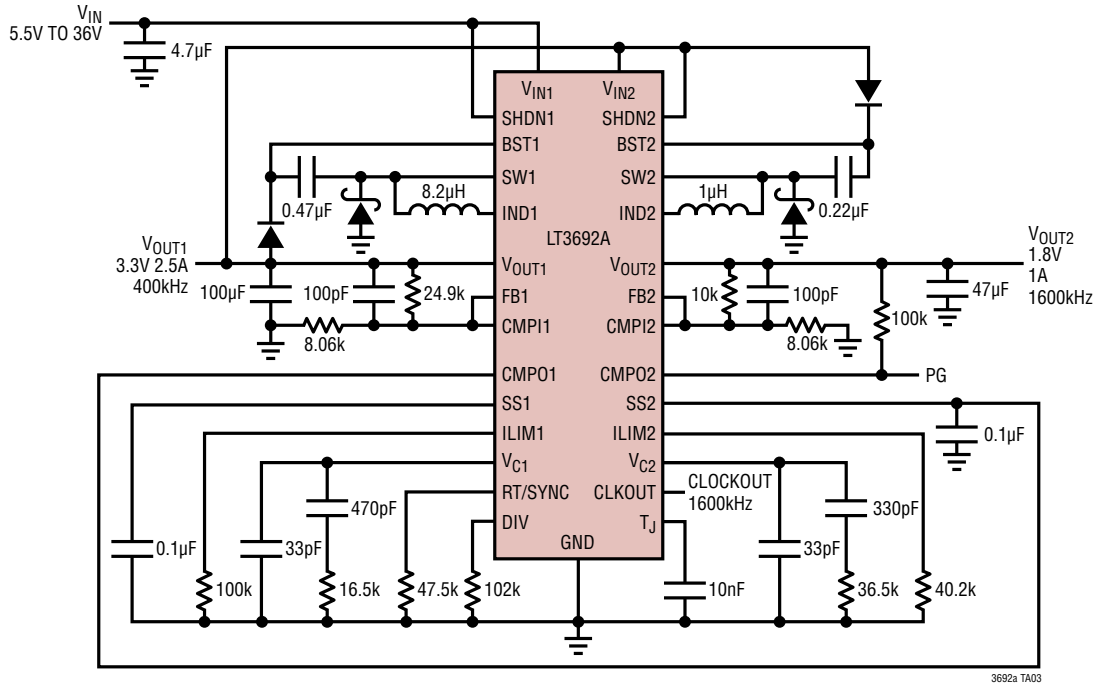 VIN
5.5V TO 36V
4.7µF
VIN1
VIN2
SHDN1
SHDN2
BST1
BST2
SW1
SW2
0.47µF
8.2µH
1µH
0.22µF
IND1
IND2
LT3692A
VOUT1
3.3V 2.5A
400kHz
VOUT1
VOUT2
VOUT2
1.8V
1A
1600kHz
100µF
100pF
24.9k
FB1
FB2
10k
100pF
47µF
8.06k
CMPI1
CMPI2
8.06k
100k
CMPO1
CMPO2
PG
SS1
SS2
ILIM1
ILIM2
0.1µF
VC1
VC2
RT/SYNC
CLKOUT
CLOCKOUT
1600kHz
470pF
330pF
DIV
TJ
GND
0.1µF
33pF
33pF
100k
16.5k
47.5k
102k
10nF
36.5k
40.2k
3692a TA03